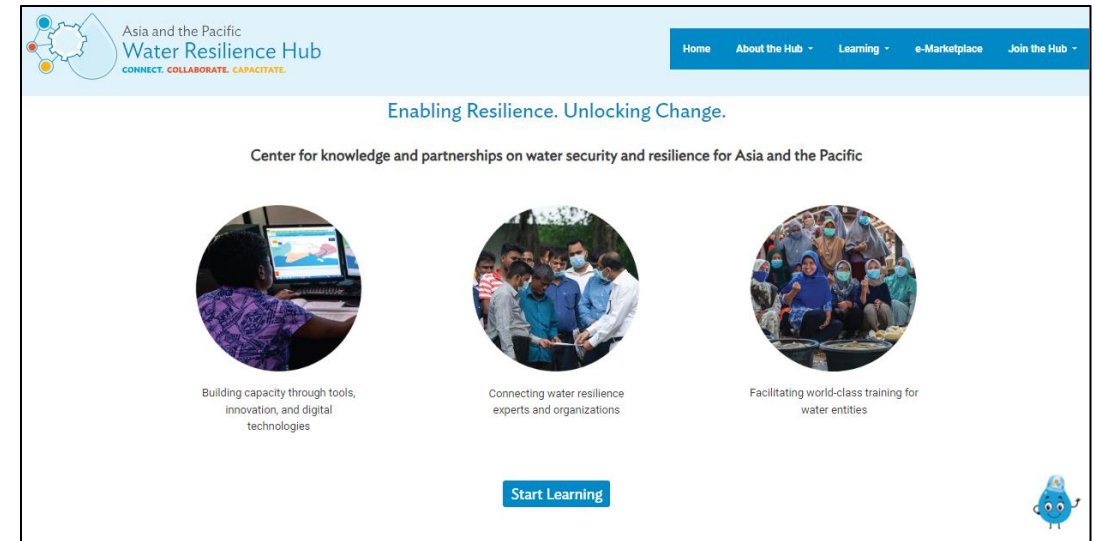 Asia and the Pacific
Water Resilience Hub
CONNECT. COLLABORATE. CAPACITATE.
Home About the Hub Learning e-Marketplace Join the Hub
Enabling Resilience. Unlocking Change.
Center for knowledge and partnerships on water security and resilience for Asia and the Pacific
Building capacity through tools,
innovation, and digital
technologies
Connecting water resilience
experts and organizations
Facilitating world-class training for
water entities
Start Learning